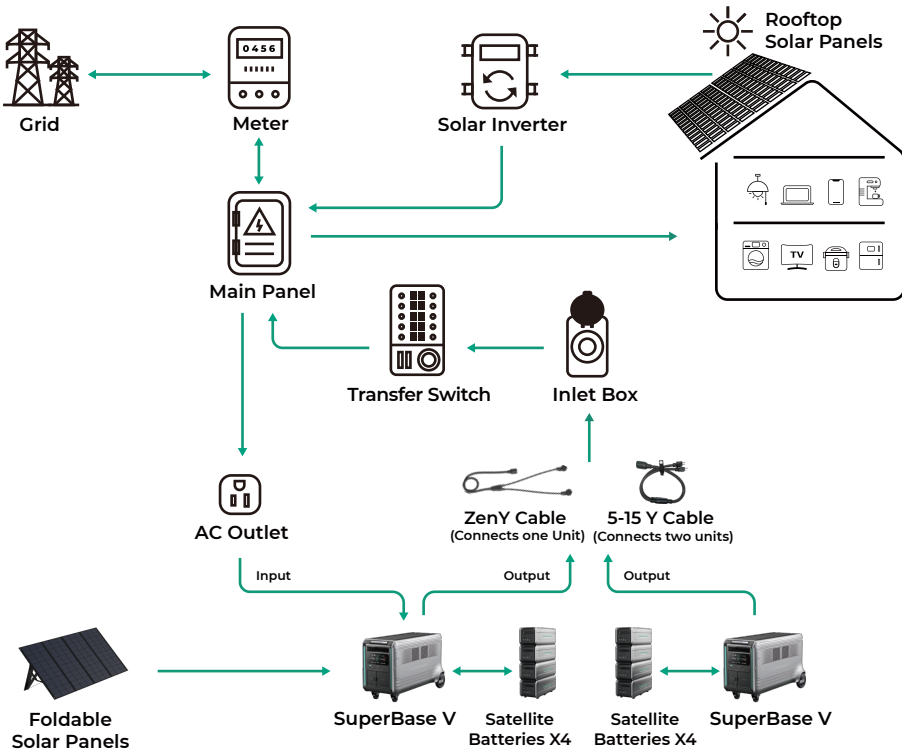 Rooftop
Solar Panels
0456
Grid
Meter
Solar Inverter
TV
Main Panel
Transfer Switch
Inlet Box
AC Outlet
ZenY Cable
(Connects one Unit)
5-15 Y Cable
(Connects two units)
Input
Output
Output
Foldable
Solar Panels
SuperBase V
Satellite
Batteries X4
Satellite
Batteries X4
SuperBase V